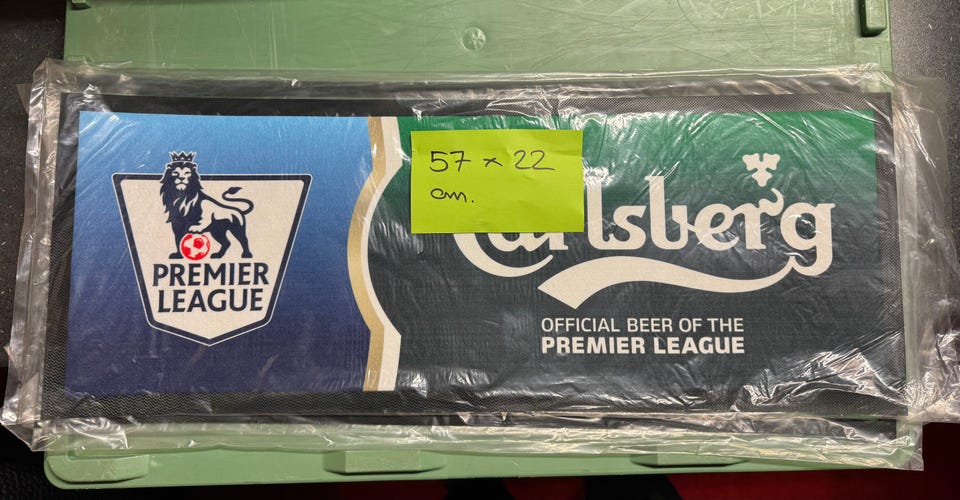 PREMIER
LEAGUE
57 x 22
cm.
Carlsberg
OFFICIAL BEER OF THE
PREMIER LEAGUE